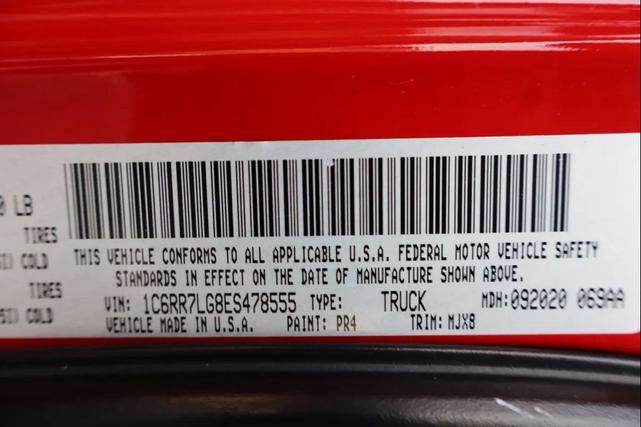 0 LB
TIRES
SI) COLD
TIRES
SI) COLD
THIS VEHICLE CONFORMS TO ALL APPLICABLE U.S.A. FEDERAL MOTOR VEHICLE SAFETY
STANDARDS IN EFFECT ON THE DATE OF MANUFACTURE SHOWN ABOVE.
VIN: 1C6RR7LG8ES478555 TYPE: TRUCK MDH:092020 069AA
VEHICLE MADE IN U.S.A. PAINT: PR4 TRIM: MJX8